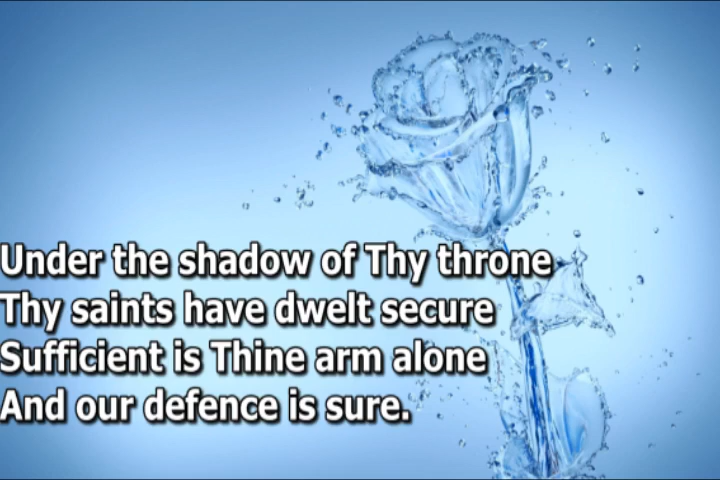 Under the shadow of Thy throne
Thy saints have dwelt secure
Sufficient is Thine arm alone
And our defence is sure.